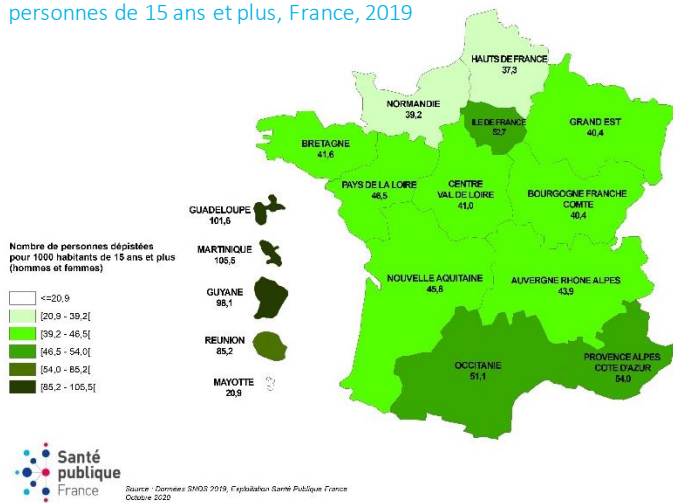 personnes de 15 ans et plus, France, 2019
HAUTS DE FRANCE
37,3
NORMANDIE
39,2
ILE DE FRANCE
52,7
GRAND EST
40,4
BRETAGNE
41,6
PAYS DE LA LOIRE
46,5
CENTRE
VAL DE LOIRE
41,0
BOURGOGNE FRANCHE
COMTE
40,4
GUADELOUPE
101,6
MARTINIQUE
105,5
GUYANE
98,1
REUNION
85,2
MAYOTTE
20,9
NOUVELLE AQUITAINE
45,8
AUVERGNE RHONE ALPES
43,9
OCCITANIE
51,1
PROVENCE ALPES
COTE D'AZUR
54,0
Nombre de personnes dépistées
pour 1000 habitants de 15 ans et plus
(hommes et femmes)
<=20,9
[20,9 - 39,2[
[39,2 - 46,5[
[46,5 - 54,0[
[54,0 - 85,2[
[85,2 - 105,5[
Santé
publique
France
Source : Données SNDS 2019, Exploitation Santé Publique France
Octobre 2020